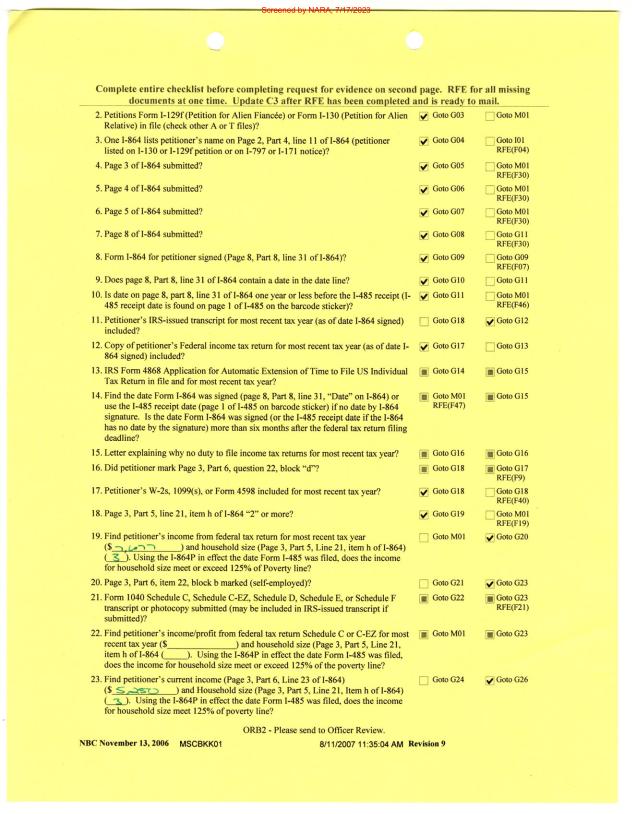 Screened by NARA, 7/17/2023
Complete entire checklist before completing request for evidence on second page. RFE for all missing
documents at one time. Update C3 after RFE has been completed and is ready to mail.
2. Petitions Form I-129f (Petition for Alien Fiancée) or Form I-130 (Petition for Alien Goto G03 Goto M01
Relative) in file (check other A or T files)?
3. One I-864 lists petitioner's name on Page 2, Part 4, line 11 of I-864 (petitioner Goto G04 Goto I01
listed on I-130 or I-129f petition or on I-797 or I-171 notice)? RFE(F04)
4. Page 3 of I-864 submitted? Goto G05 Goto M01
RFE(F30)
5. Page 4 of I-864 submitted? Goto G06 Goto M01
RFE(F30)
6. Page 5 of I-864 submitted? Goto G07 Goto M01
RFE(F30)
7. Page 8 of I-864 submitted? Goto G08 Goto G11
RFE(F30)
8. Form I-864 for petitioner signed (Page 8, Part 8, line 31 of I-864)? Goto G09 Goto G09
RFE(F07)
9. Does page 8, Part 8, line 31 of I-864 contain a date in the date line? Goto G10 Goto G11
10. Is date on page 8, part 8, line 31 of I-864 one year or less before the I-485 receipt (I- Goto G11 Goto M01
485 receipt date is found on page 1 of I-485 on the barcode sticker)? RFE(F46)
11. Petitioner's IRS-issued transcript for most recent tax year (as of date I-864 signed) Goto G18 Goto G12
included?
12. Copy of petitioner's Federal income tax return for most recent tax year (as of date I- Goto G17 Goto G13
864 signed) included?
13. IRS Form 4868 Application for Automatic Extension of Time to File US Individual Goto G14 Goto G15
Tax Return in file and for most recent tax year?
14. Find the date Form I-864 was signed (page 8, Part 8, line 31, "Date" on I-864) or Goto M01 Goto G15
use the I-485 receipt date (page 1 of I-485 on barcode sticker) if no date by I-864 RFE(F47)
signature. Is the date Form I-864 was signed (or the I-485 receipt date if the I-864
has no date by the signature) more than six months after the federal tax return filing
deadline?
15. Letter explaining why no duty to file income tax returns for most recent tax year? Goto G16 Goto G16
16. Did petitioner mark Page 3, Part 6, question 22, block "d"? Goto G18 Goto G17
RFE(F9)
17. Petitioner's W-2s, 1099(s), or Form 4598 included for most recent tax year? Goto G18 Goto G18
RFE(F40)
18. Page 3, Part 5, line 21, item h of I-864 "2" or more? Goto G19 Goto M01
RFE(F19)
19. Find petitioner's income from federal tax return for most recent tax year Goto M01 Goto G20
($ ) and household size (Page 3, Part 5, Line 21, item h of I-864)
( 3 ). Using the I-864P in effect the date Form I-485 was filed, does the income
for household size meet or exceed 125% of Poverty line?
20. Page 3, Part 6, item 22, block b marked (self-employed)? Goto G21 Goto G23
21. Form 1040 Schedule C, Schedule C-EZ, Schedule D, Schedule E, or Schedule F Goto G22 Goto G23
transcript or photocopy submitted (may be included in IRS-issued transcript if RFE(F21)
submitted)?
22. Find petitioner's income/profit from federal tax return Schedule C or C-EZ for most Goto M01 Goto G23
recent tax year ($ ) and household size (Page 3, Part 5, Line 21,
item h of I-864 ( ). Using the I-864P in effect the date Form I-485 was filed,
does the income for household size meet or exceed 125% of the poverty line?
23. Find petitioner's current income (Page 3, Part 6, Line 23 of I-864) Goto G24 Goto G26
($ ) and Household size (Page 3, Part 5, Line 21, Item h of I-864)
( 3 ). Using the I-864P in effect the date Form I-485 was filed, does the income
for household size meet 125% of poverty line?
ORB2 - Please send to Officer Review.
NBC November 13, 2006 MSCBKK01 8/11/2007 11:35:04 AM Revision 9